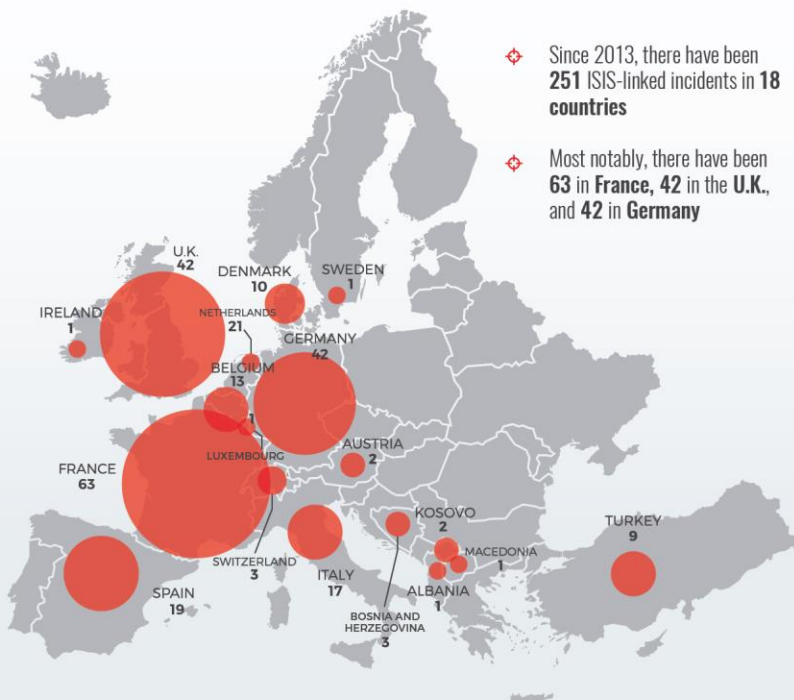 Since 2013, there have been
251 ISIS-linked incidents in 18
countries
Most notably, there have been
63 in France, 42 in the U.K.,
and 42 in Germany
U.K.
42
DENMARK
10
SWEDEN
1
IRELAND
1
NETHERLANDS
21
GERMANY
42
BELGIUM
13
1
LUXEMBOURG
AUSTRIA
2
FRANCE
63
KOSOVO
2
TURKEY
9
MACEDONIA
1
SWITZERLAND
3
ITALY
17
ALBANIA
1
SPAIN
19
BOSNIA AND
HERZEGOVINA
3